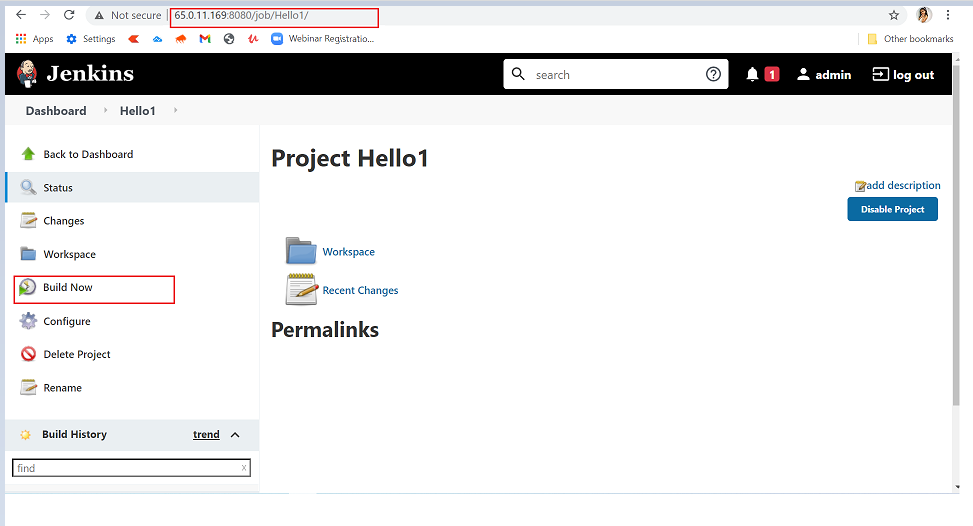 Not secure 65.0.11.169:8080/job/Hello1/
Apps Settings Webinar Registratio... Other bookmarks
Jenkins search 1 admin log out
Dashboard Hello1
Back to Dashboard
Status
Changes
Workspace
Build Now
Configure
Delete Project
Rename
Build History trend
find x
Project Hello1
add description
Disable Project
Workspace
Recent Changes
Permalinks